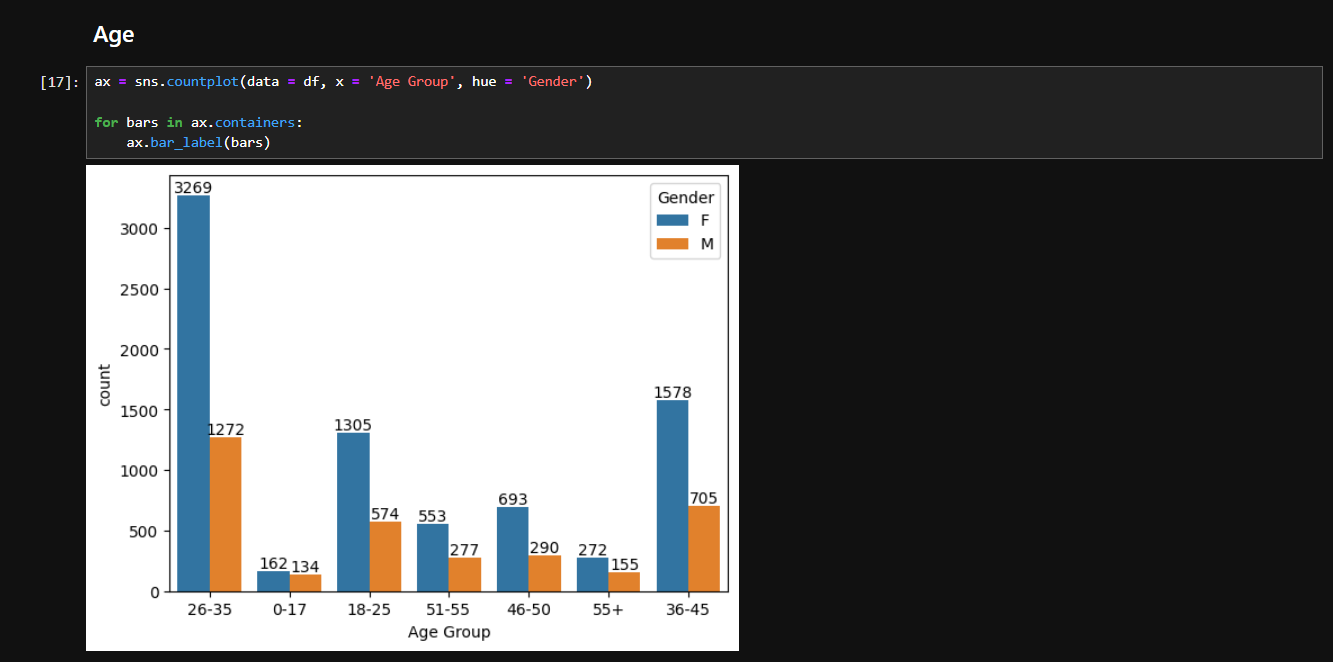 Age
[17]: ax = sns.countplot(data = df, x = 'Age Group', hue = 'Gender')
for bars in ax.containers:
    ax.bar_label(bars)
3269
Gender
F
M
3000
2500
2000
1500
1000
500
0
count
1272
162
134
1305
574
553
277
693
290
272
155
1578
705
26-35 0-17 18-25 51-55 46-50 55+ 36-45
Age Group